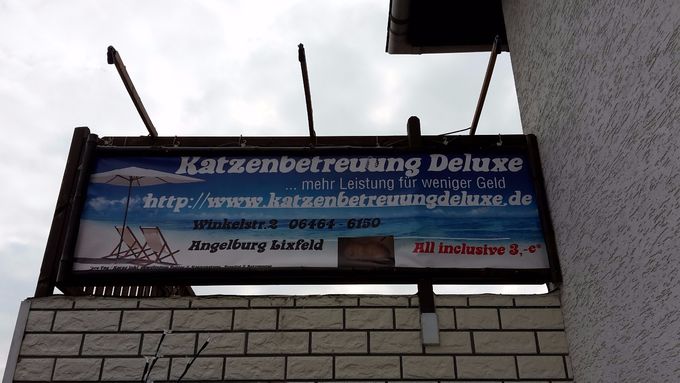 Katzenbetreuung Deluxe
... mehr Leistung für weniger Geld
http://www.katzenbetreuungdeluxe.de
Winkelstr.2 06464 - 6150
Angelburg Lixfeld
All inclusive 3,-€*